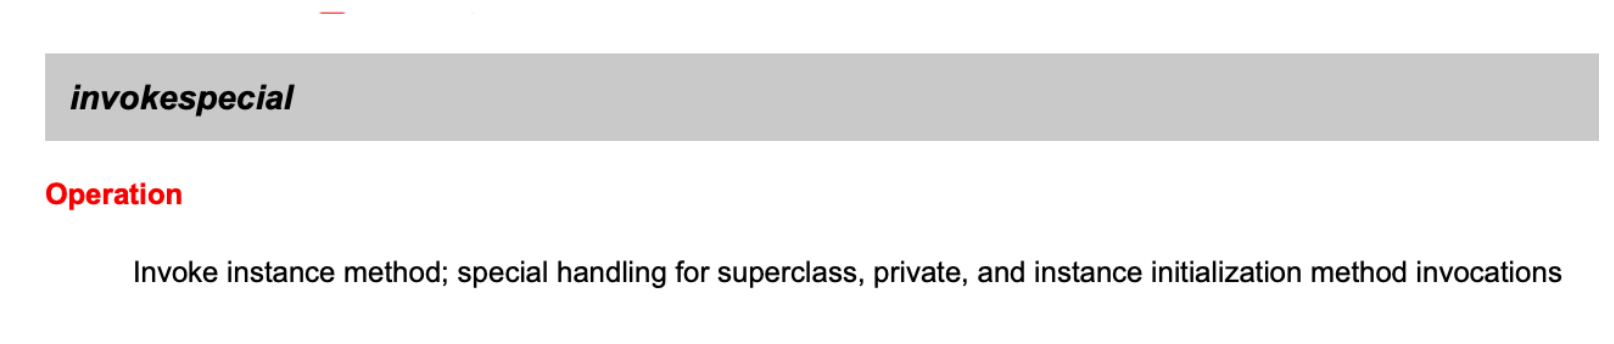 invokespecial
Operation
Invoke instance method; special handling for superclass, private, and instance initialization method invocations